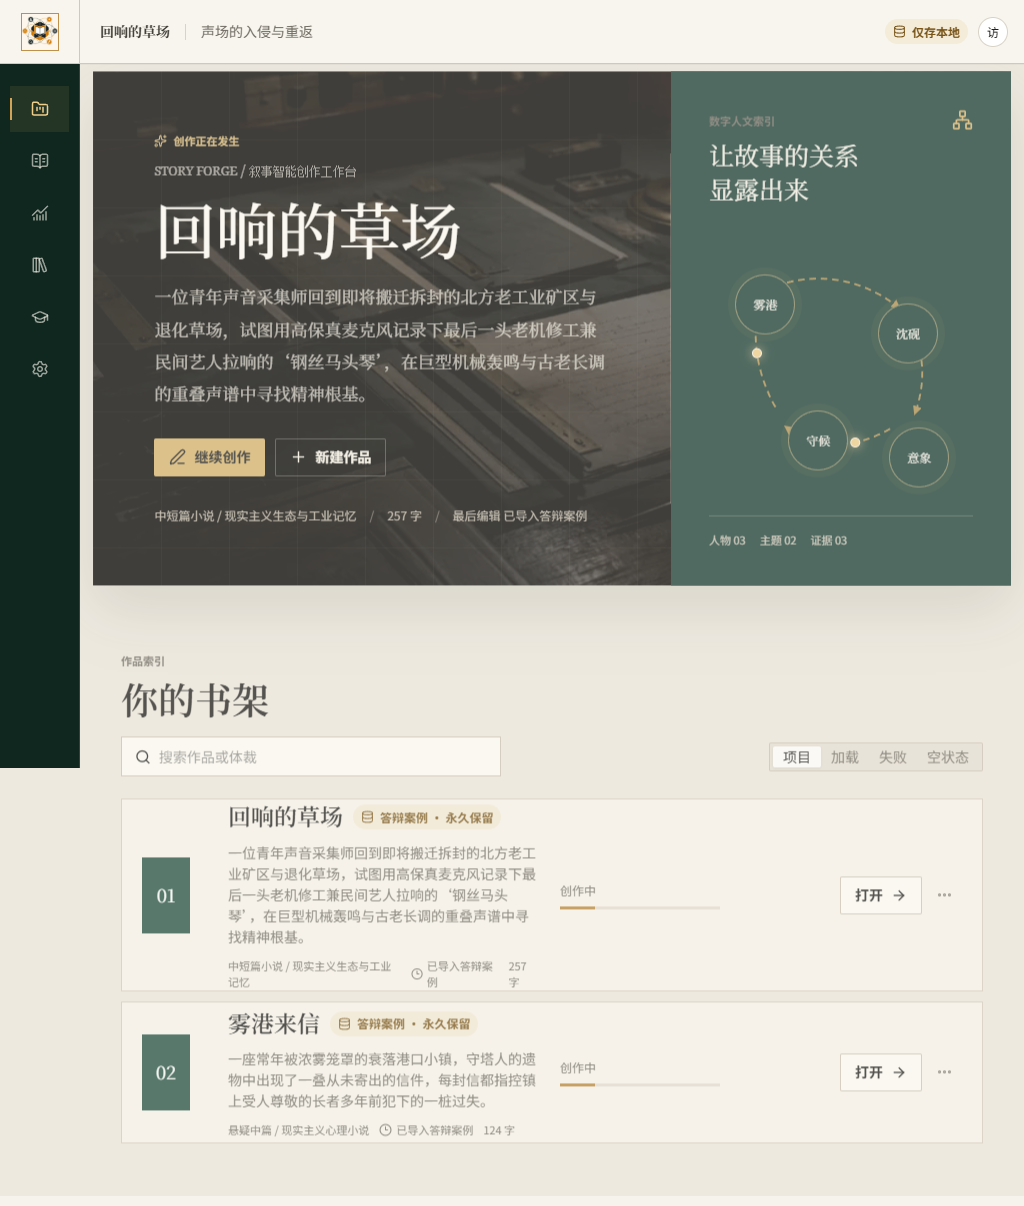 回响的草场
声场的入侵与重返
仅存本地
访
创作正在发生
STORY FORGE / 叙事智能创作工作台
回响的草场
一位青年声音采集师回到即将搬迁拆封的北方老工业矿区与
退化草场，试图用高保真麦克风记录下最后一头老机修工兼
民间艺人拉响的‘钢丝马头琴’，在巨型机械轰鸣与古老长调
的重叠声谱中寻找精神根基。
继续创作
新建作品
中短篇小说 / 现实主义生态与工业记忆 / 257 字 / 最后编辑 已导入答辩案例
数字人文索引
让故事的关系
显露出来
雾港
沈砚
守候
意象
人物 03 主题 02 证据 03
作品索引
你的书架
搜索作品或体裁
项目 加载 失败 空状态
01
回响的草场
答辩案例 · 永久保留
一位青年声音采集师回到即将搬迁拆封的北方老工
业矿区与退化草场，试图用高保真麦克风记录下最
后一头老机修工兼民间艺人拉响的‘钢丝马头
琴’，在巨型机械轰鸣与古老长调的重叠声谱中寻
找精神根基。
中短篇小说 / 现实主义生态与工业
记忆
已导入答辩案
例
257
字
创作中
打开
02
雾港来信
答辩案例 · 永久保留
一座常年被浓雾笼罩的衰落港口小镇，守塔人的遗
物中出现了一叠从未寄出的信件，每封信都指控镇
上受人尊敬的长者多年前犯下的一桩过失。
悬疑中篇 / 现实主义心理小说 已导入答辩案例 124 字
创作中
打开